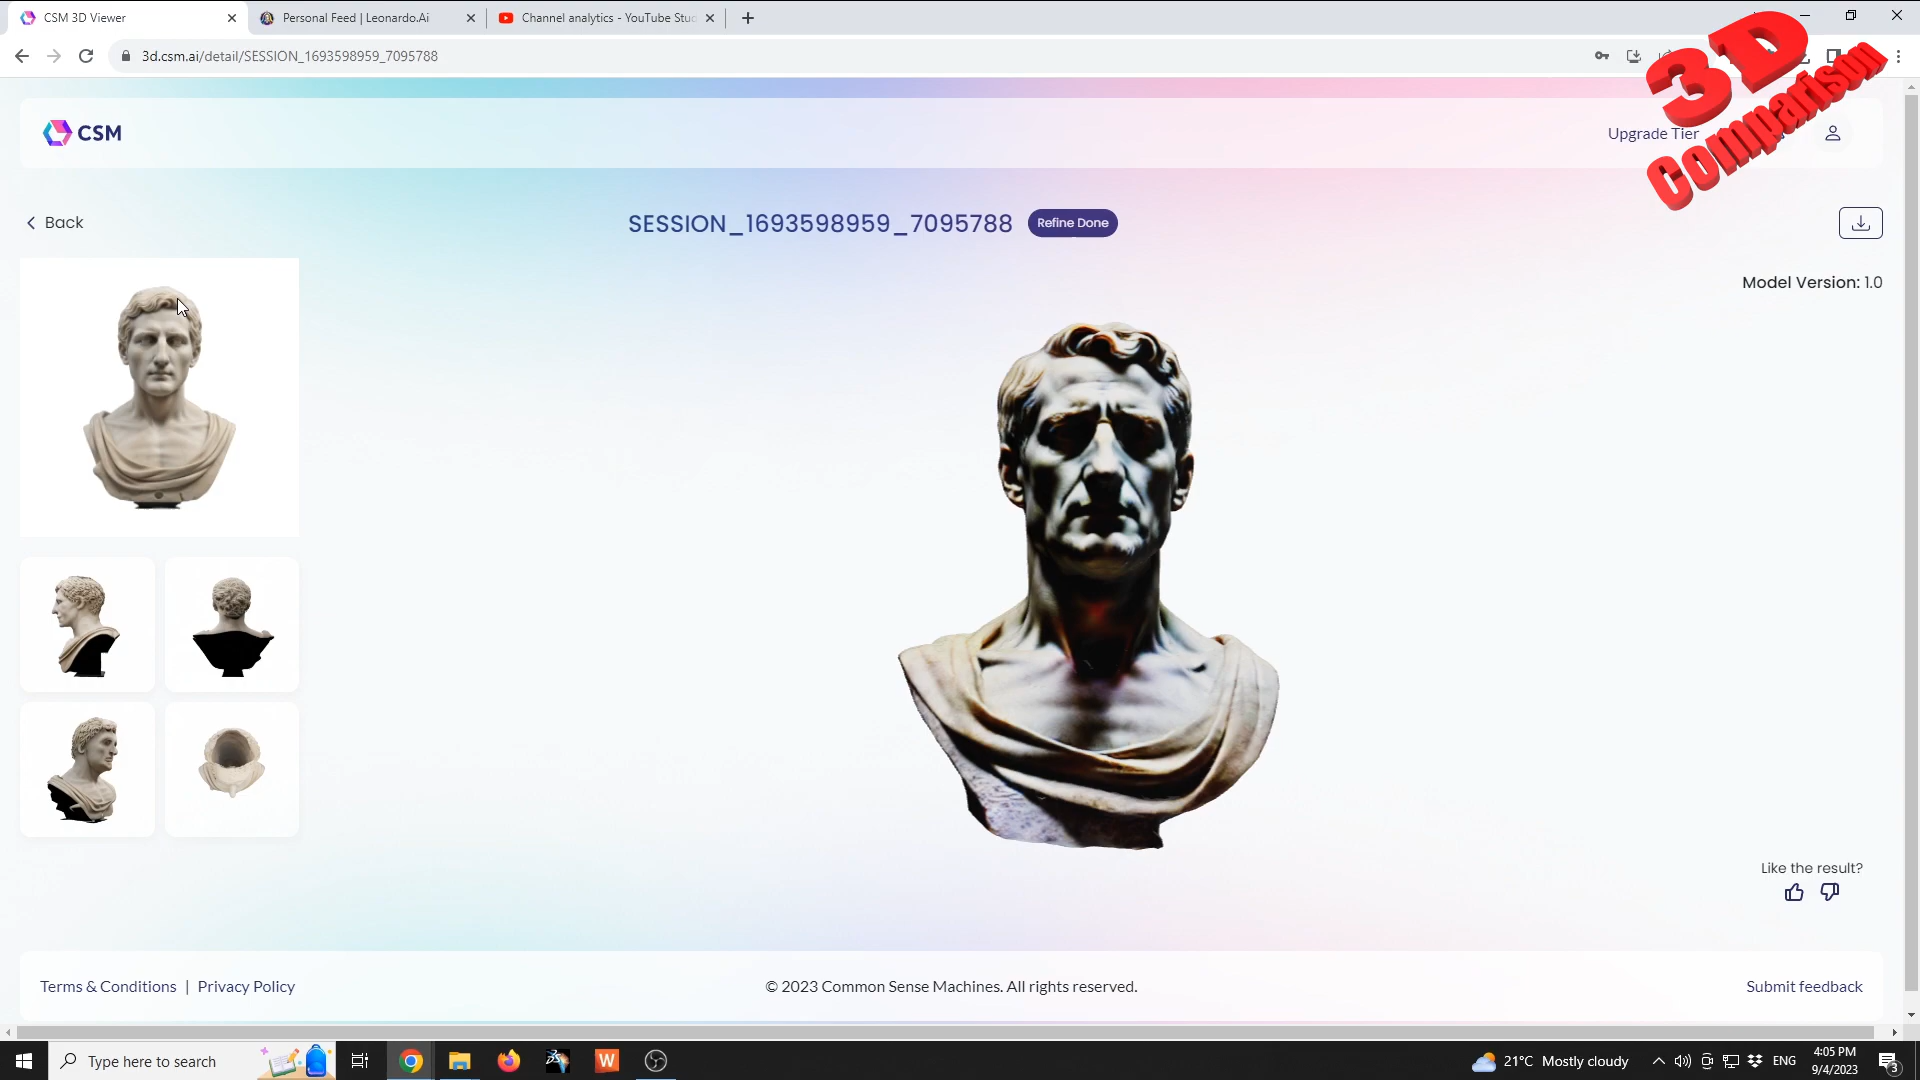 CSM 3D Viewer
Personal Feed | Leonardo.Ai
Channel analytics - YouTube Stu
3d.csm.ai/detail/SESSION_1693598959_7095788
3D
Comparison
CSM
Upgrade Tier
Back
SESSION_1693598959_7095788
Refine Done
Model Version: 1.0
Like the result?
Terms & Conditions | Privacy Policy
© 2023 Common Sense Machines. All rights reserved.
Submit feedback
Type here to search
W
21°C Mostly cloudy
ENG
4:05 PM
9/4/2023
3